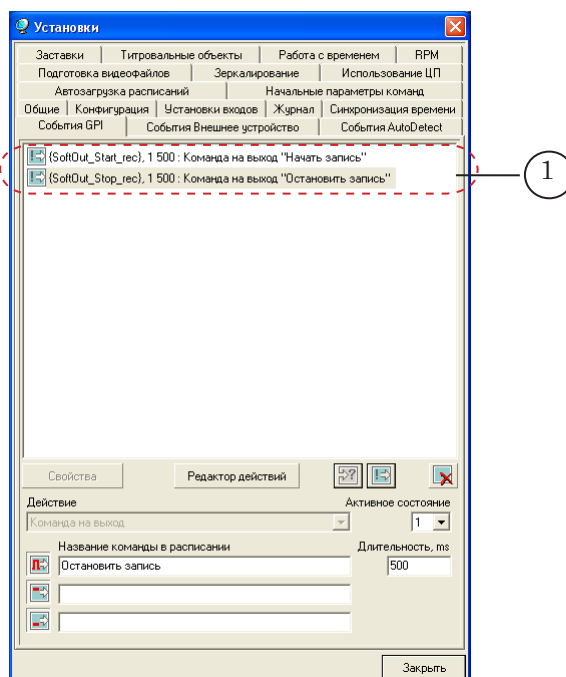 Установки
Заставки Титровальные объекты Работа с временем RPM
Подготовка видеофайлов Зеркалирование Использование ЦП
Автозагрузка расписаний Начальные параметры команд
Общие Конфигурация Установки входов Журнал Синхронизация времени
События GPI События Внешнее устройство События AutoDetect
{SoftOut_Start_rec}, 1 500 : Команда на выход "Начать запись"
{SoftOut_Stop_rec}, 1 500 : Команда на выход "Остановить запись"
1
Свойства Редактор действий
Действие Активное состояние
Команда на выход 1
Название команды в расписании Длительность, ms
Остановить запись 500
Закрыть